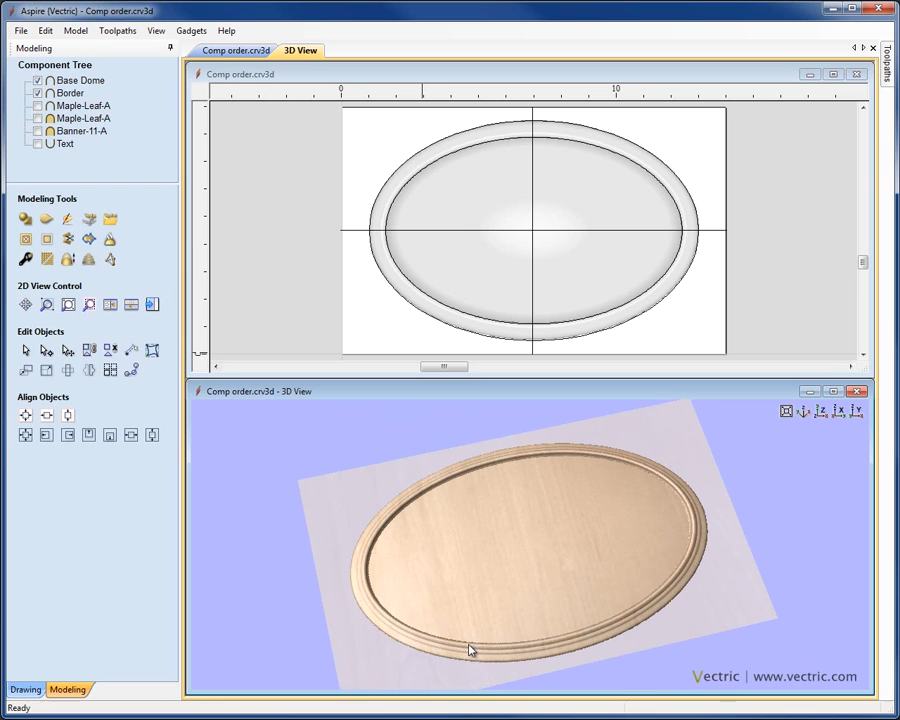 Aspire (Vectric) - Comp order.crv3d
File Edit Model Toolpaths View Gadgets Help
Modeling
Comp order.crv3d 3D View
Toolpaths
Component Tree
Base Dome
Border
Maple-Leaf-A
Maple-Leaf-A
Banner-11-A
Text
Modeling Tools
2D View Control
Edit Objects
Align Objects
Drawing Modeling
Comp order.crv3d
0 10
Comp order.crv3d - 3D View
Z X Y
Vectric | www.vectric.com
Ready